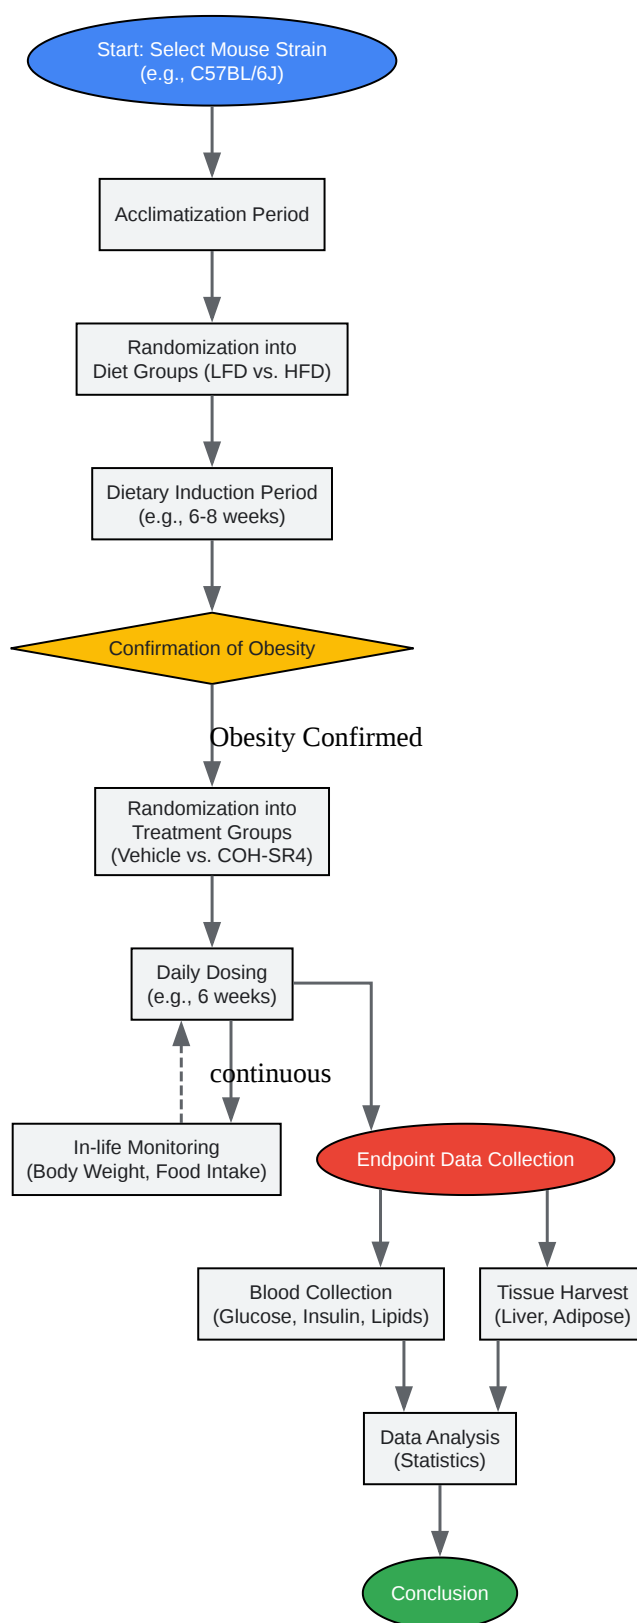 Start: Select Mouse Strain
(e.g., C57BL/6J)
Acclimatization Period
Randomization into
Diet Groups (LFD vs. HFD)
Dietary Induction Period
(e.g., 6-8 weeks)
Confirmation of Obesity
Obesity Confirmed
Randomization into
Treatment Groups
(Vehicle vs. COH-SR4)
Daily Dosing
(e.g., 6 weeks)
continuous
In-life Monitoring
(Body Weight, Food Intake)
Endpoint Data Collection
Blood Collection
(Glucose, Insulin, Lipids)
Tissue Harvest
(Liver, Adipose)
Data Analysis
(Statistics)
Conclusion